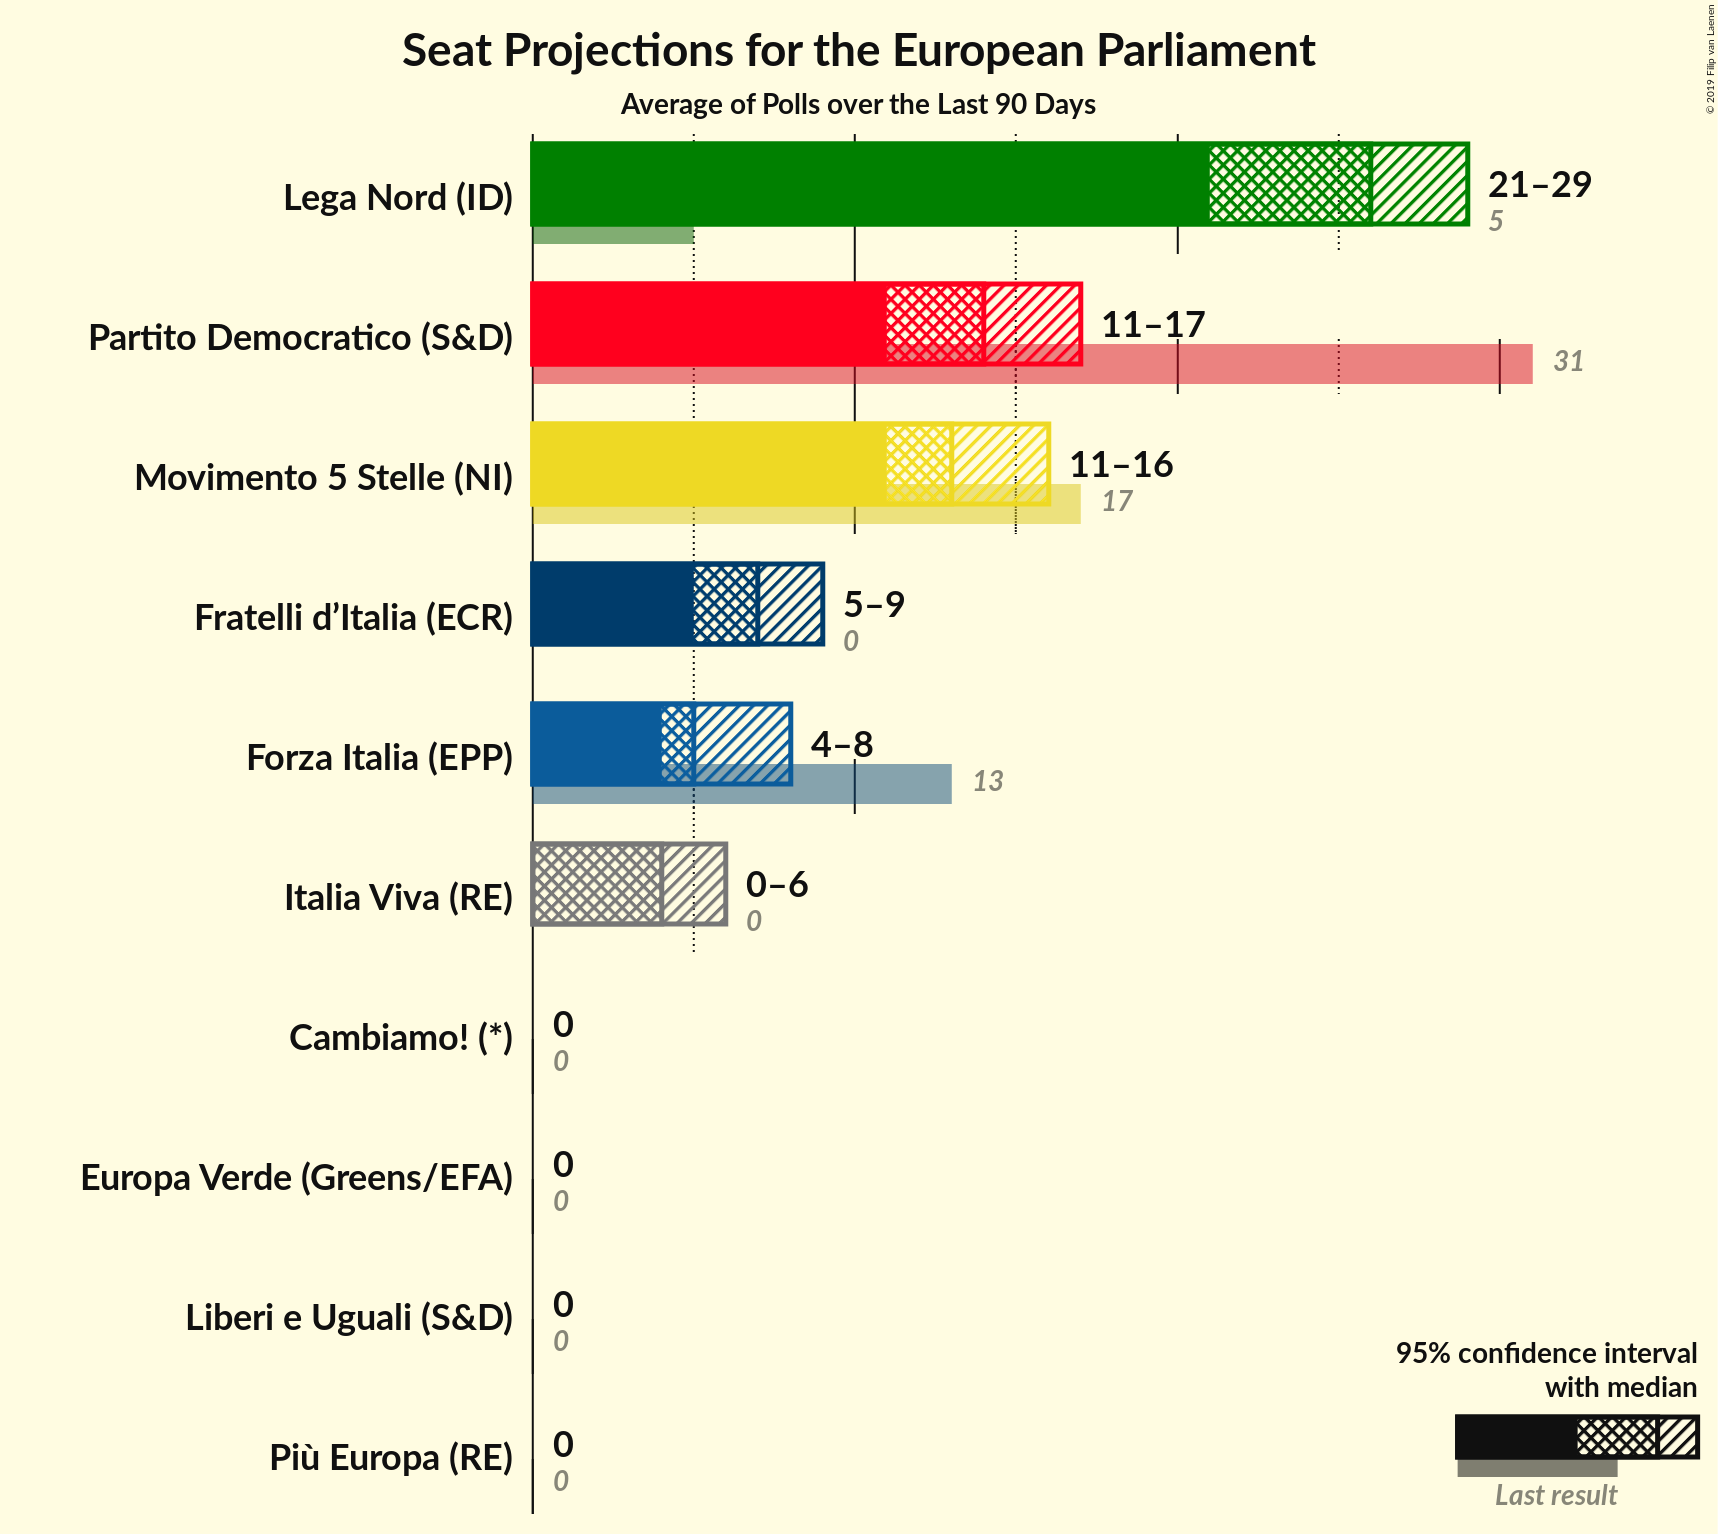 Seat Projections for the European Parliament
Average of Polls over the Last 90 Days
© 2019 Filip van Laenen
Lega Nord (ID)
21–29
5
Partito Democratico (S&D)
11–17
31
Movimento 5 Stelle (NI)
11–16
17
Fratelli d’Italia (ECR)
5–9
0
Forza Italia (EPP)
4–8
13
Italia Viva (RE)
0–6
0
Cambiamo! (*)
0
0
Europa Verde (Greens/EFA)
0
0
Liberi e Uguali (S&D)
0
0
Più Europa (RE)
0
0
95% confidence interval
with median
Last result